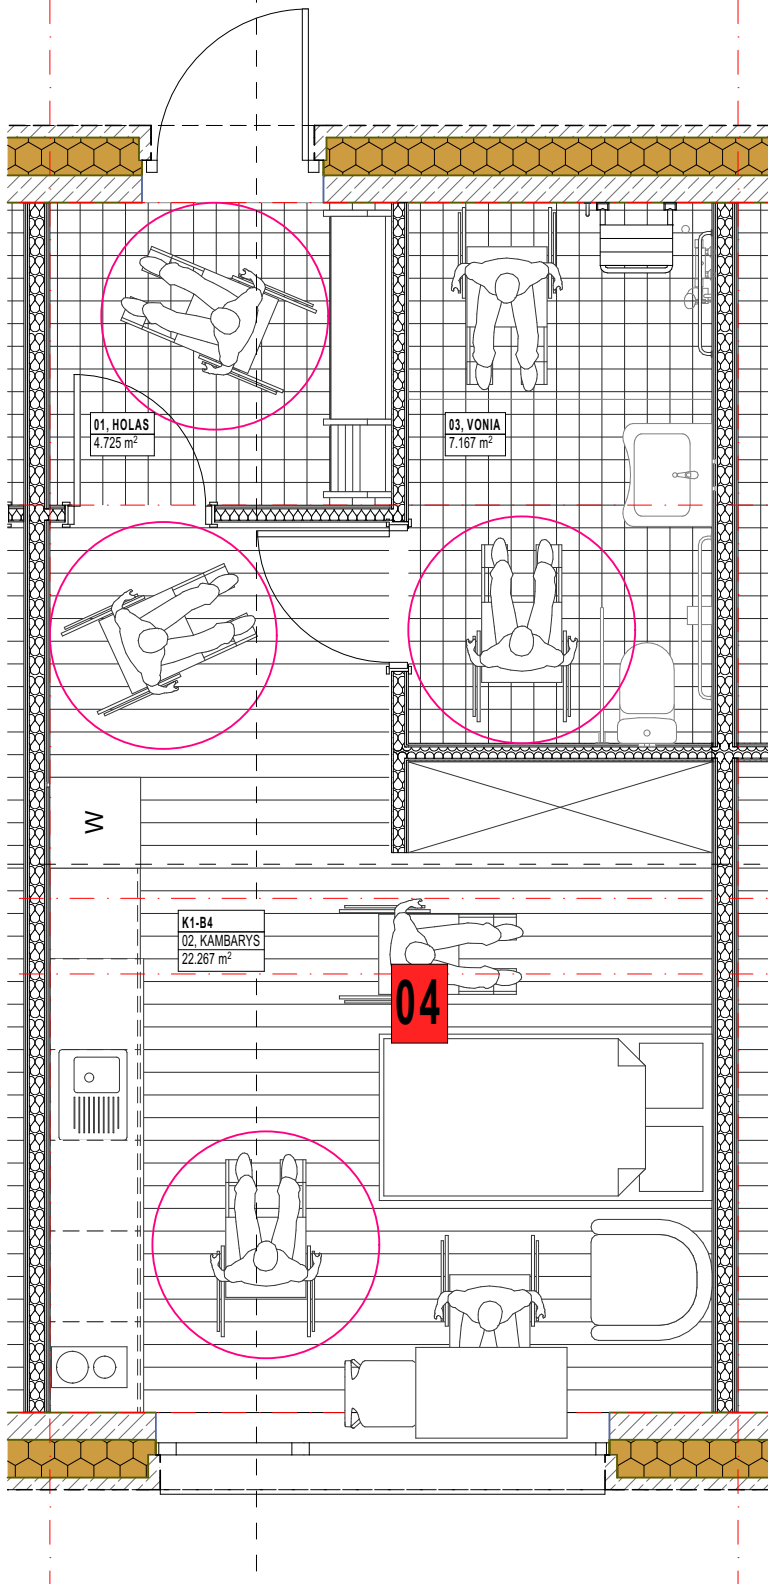 01, HOLAS
4.725 m²
03, VONIA
7.167 m²
W
K1-B4
02, KAMBARYS
22.267 m²
04